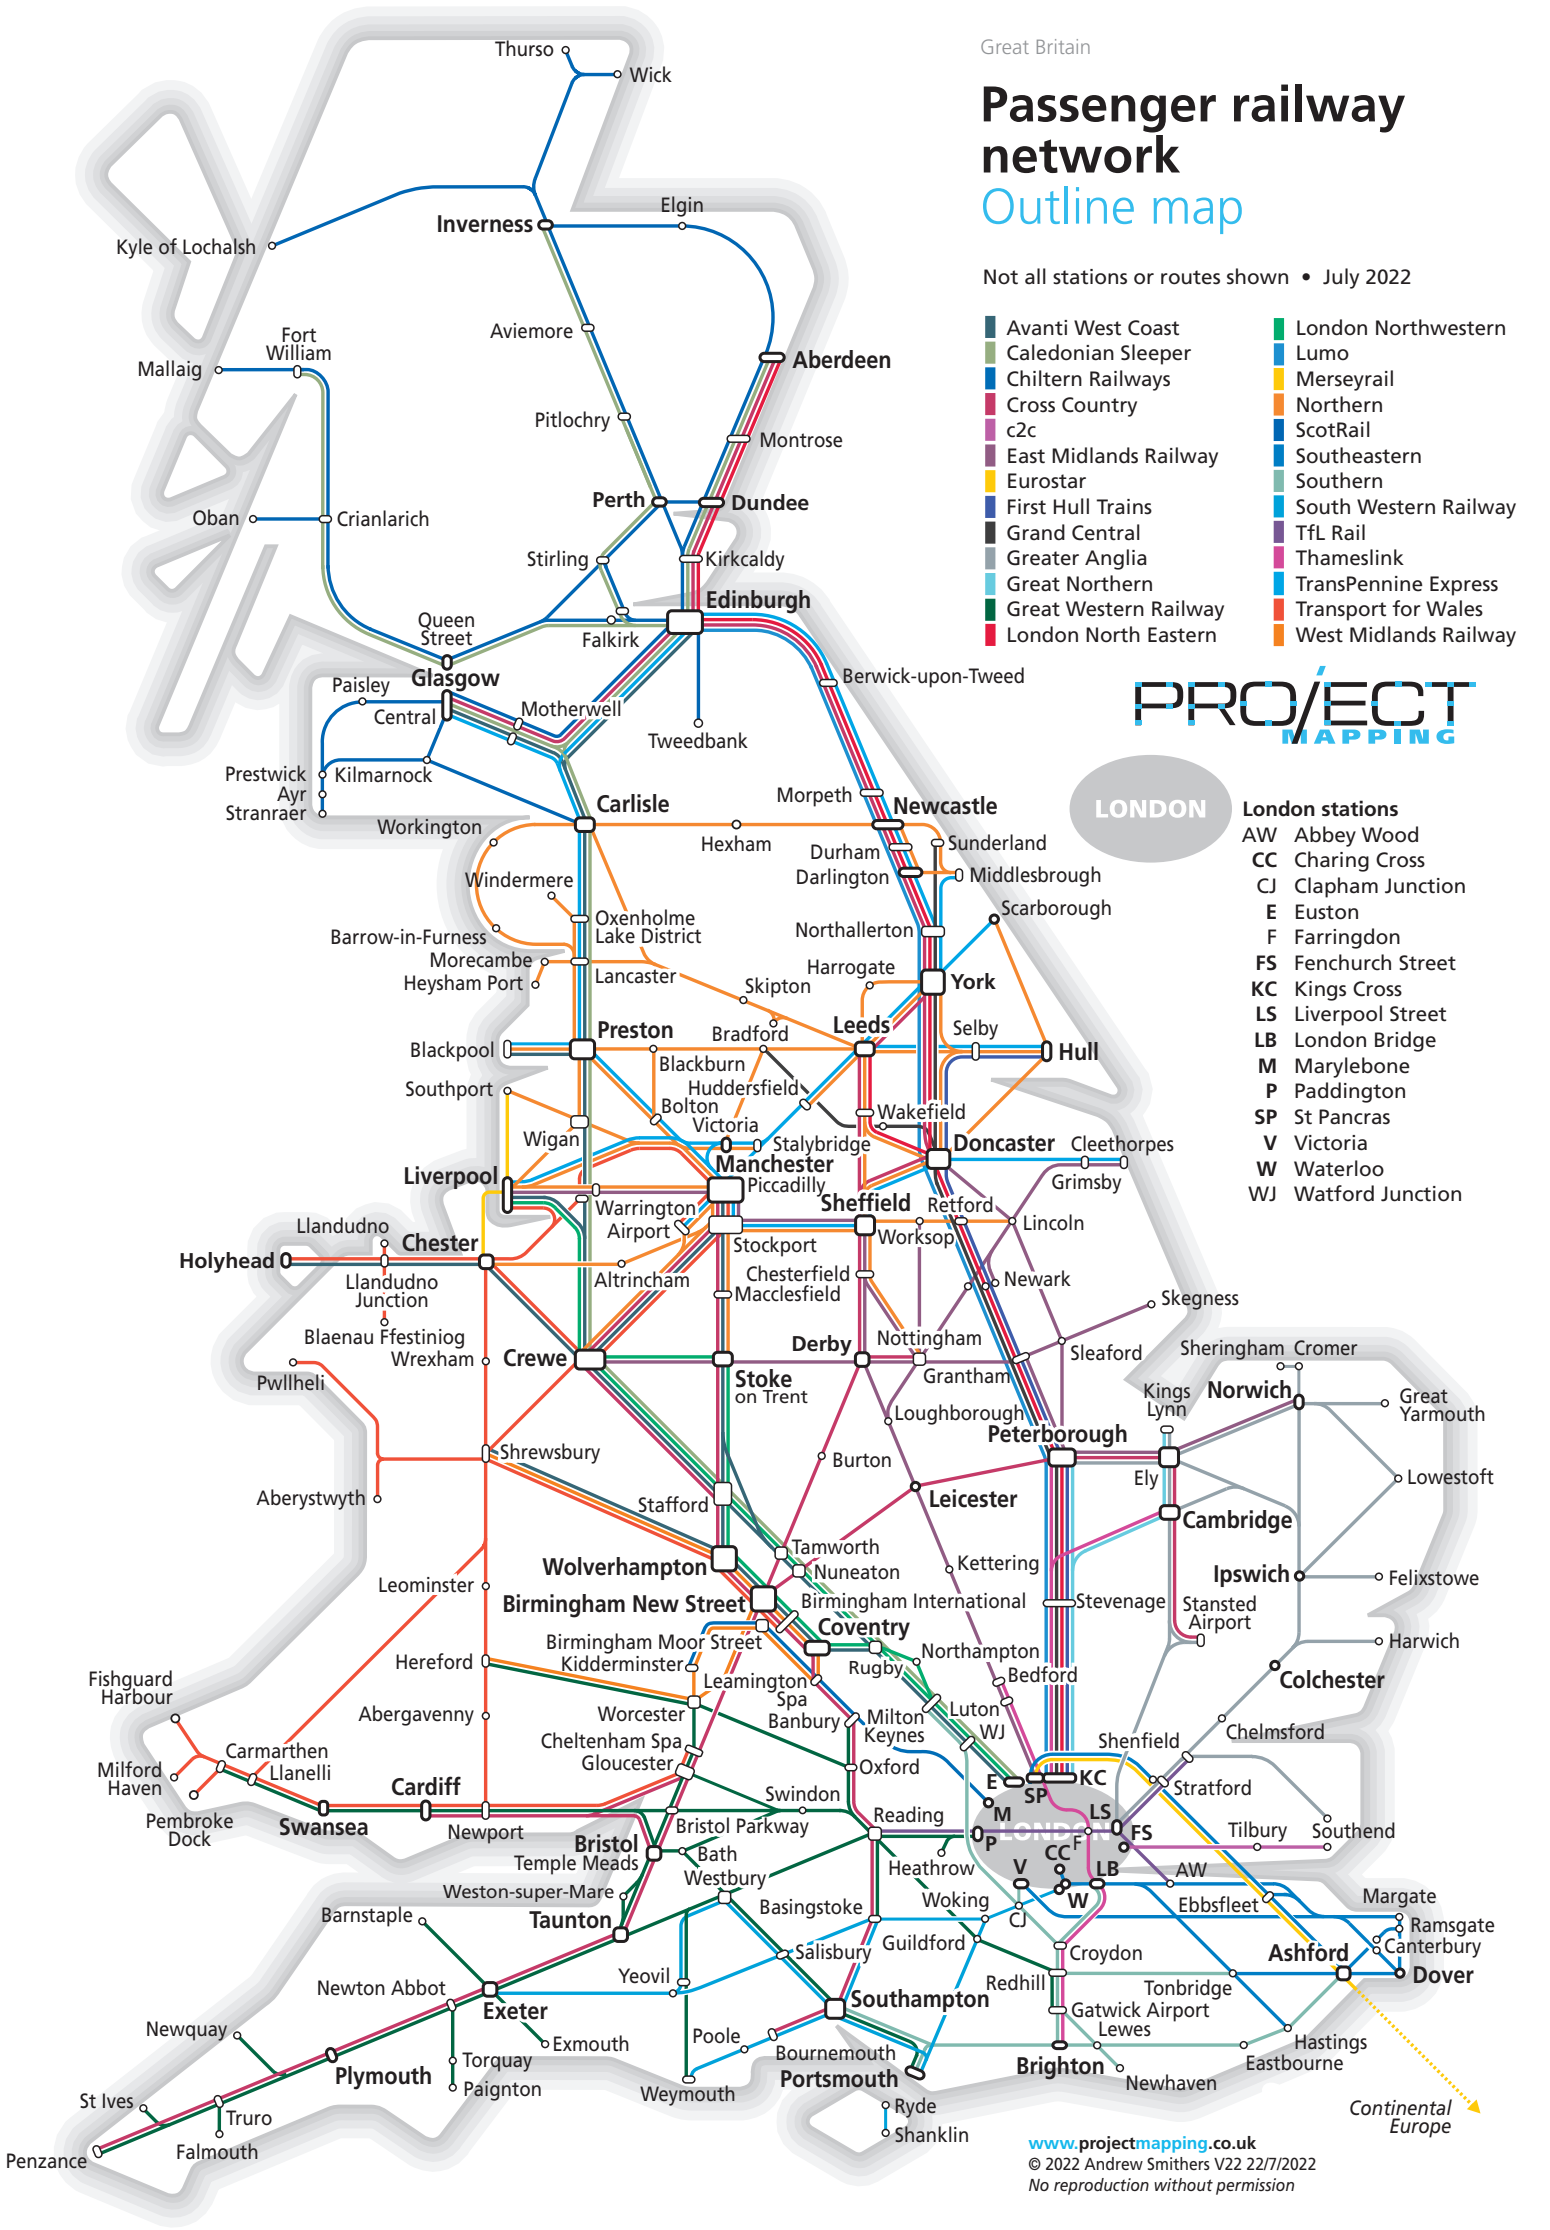 Great Britain
Passenger railway
network
Outline map
Not all stations or routes shown • July 2022
Avanti West Coast
Caledonian Sleeper
Chiltern Railways
Cross Country
c2c
East Midlands Railway
Eurostar
First Hull Trains
Grand Central
Greater Anglia
Great Northern
Great Western Railway
London North Eastern
London Northwestern
Lumo
Merseyrail
Northern
ScotRail
Southeastern
Southern
South Western Railway
TfL Rail
Thameslink
TransPennine Express
Transport for Wales
West Midlands Railway
PROJECT
MAPPING
LONDON
London stations
AW Abbey Wood
CC Charing Cross
CJ Clapham Junction
E Euston
F Farringdon
FS Fenchurch Street
KC Kings Cross
LS Liverpool Street
LB London Bridge
M Marylebone
P Paddington
SP St Pancras
V Victoria
W Waterloo
WJ Watford Junction
Thurso
Wick
Inverness
Elgin
Kyle of Lochalsh
Aviemore
Fort
William
Mallaig
Aberdeen
Pitlochry
Montrose
Perth
Dundee
Oban
Crianlarich
Stirling
Kirkcaldy
Edinburgh
Queen
Street
Falkirk
Glasgow
Paisley
Central
Motherwell
Berwick-upon-Tweed
Tweedbank
Prestwick
Kilmarnock
Ayr
Stranraer
Morpeth
Carlisle
Newcastle
Workington
Hexham
Sunderland
Durham
Darlington
Middlesbrough
Windermere
Oxenholme
Lake District
Scarborough
Barrow-in-Furness
Northallerton
Morecambe
Heysham Port
Lancaster
Harrogate
Skipton
York
Preston
Bradford
Leeds
Selby
Blackpool
Blackburn
Hull
Southport
Huddersfield
Bolton
Wakefield
Victoria
Wigan
Stalybridge
Doncaster
Cleethorpes
Manchester
Liverpool
Piccadilly
Grimsby
Sheffield
Retford
Warrington
Airport
Lincoln
Llandudno
Stockport
Worksop
Chester
Holyhead
Altrincham
Chesterfield
Newark
Llandudno
Junction
Macclesfield
Skegness
Blaenau Ffestiniog
Nottingham
Derby
Wrexham
Crewe
Sleaford
Sheringham
Cromer
Pwllheli
Stoke
on Trent
Grantham
Kings
Lynn
Norwich
Great
Yarmouth
Loughborough
Peterborough
Shrewsbury
Burton
Ely
Lowestoft
Aberystwyth
Stafford
Leicester
Cambridge
Tamworth
Wolverhampton
Nuneaton
Kettering
Ipswich
Felixstowe
Leominster
Birmingham New Street
Birmingham International
Stevenage
Stansted
Airport
Coventry
Birmingham Moor Street
Northampton
Harwich
Hereford
Kidderminster
Rugby
Bedford
Colchester
Fishguard
Harbour
Leamington
Spa
Luton
Abergavenny
Worcester
Banbury
Milton
Keynes
WJ
Chelmsford
Cheltenham Spa
Shenfield
Carmarthen
Gloucester
Oxford
Milford
Haven
Llanelli
E
SP
KC
Stratford
Cardiff
Swindon
M
LS
Pembroke
Dock
Swansea
Newport
Bristol Parkway
Reading
LONDON
P
F
FS
Tilbury
Southend
Bristol
Temple Meads
Bath
Heathrow
CC
V
LB
AW
Westbury
Weston-super-Mare
Woking
W
Ebbsfleet
Margate
Barnstaple
Taunton
Basingstoke
CJ
Ramsgate
Guildford
Croydon
Canterbury
Salisbury
Ashford
Yeovil
Redhill
Tonbridge
Dover
Newton Abbot
Exeter
Southampton
Gatwick Airport
Newquay
Lewes
Exmouth
Poole
Hastings
Bournemouth
Brighton
Eastbourne
Plymouth
Torquay
Portsmouth
Newhaven
Paignton
Weymouth
St Ives
Ryde
Truro
Continental
Europe
Falmouth
Shanklin
Penzance
www.projectmapping.co.uk
© 2022 Andrew Smithers V22 22/7/2022
No reproduction without permission